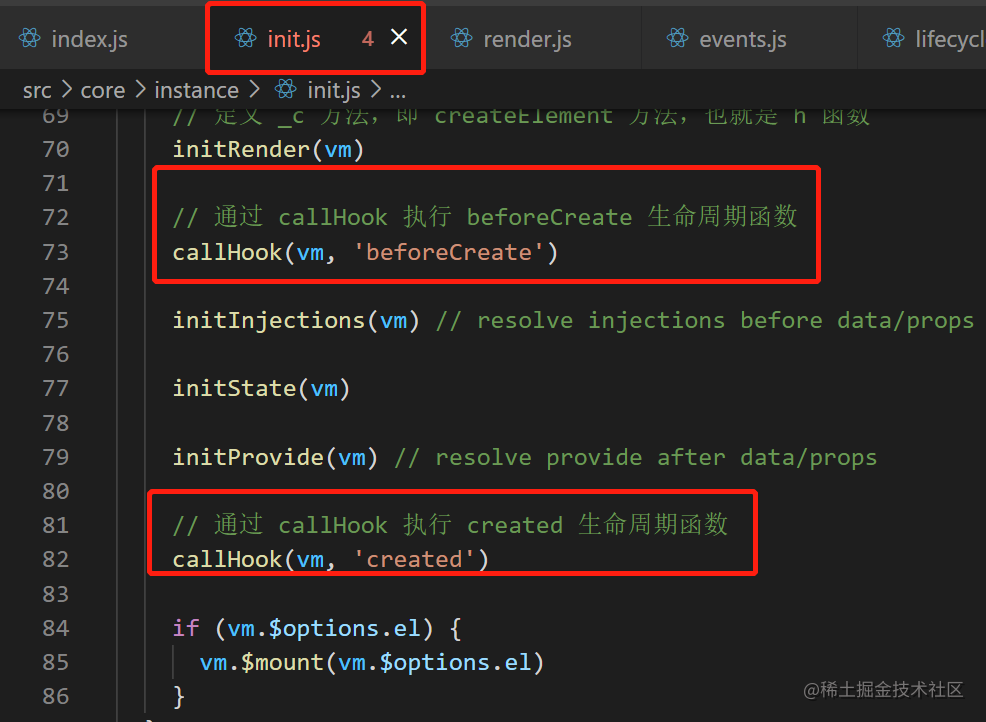 index.js init.js 4 render.js events.js lifecycl
src > core > instance > init.js > ...
69 // 定义 _c 方法，即 createElement 方法，也就是 h 函数
70 initRender(vm)
71
72 // 通过 callHook 执行 beforeCreate 生命周期函数
73 callHook(vm, 'beforeCreate')
74
75 initInjections(vm) // resolve injections before data/props
76
77 initState(vm)
78
79 initProvide(vm) // resolve provide after data/props
80
81 // 通过 callHook 执行 created 生命周期函数
82 callHook(vm, 'created')
83
84 if (vm.$options.el) {
85 vm.$mount(vm.$options.el)
86 }
@稀土掘金技术社区